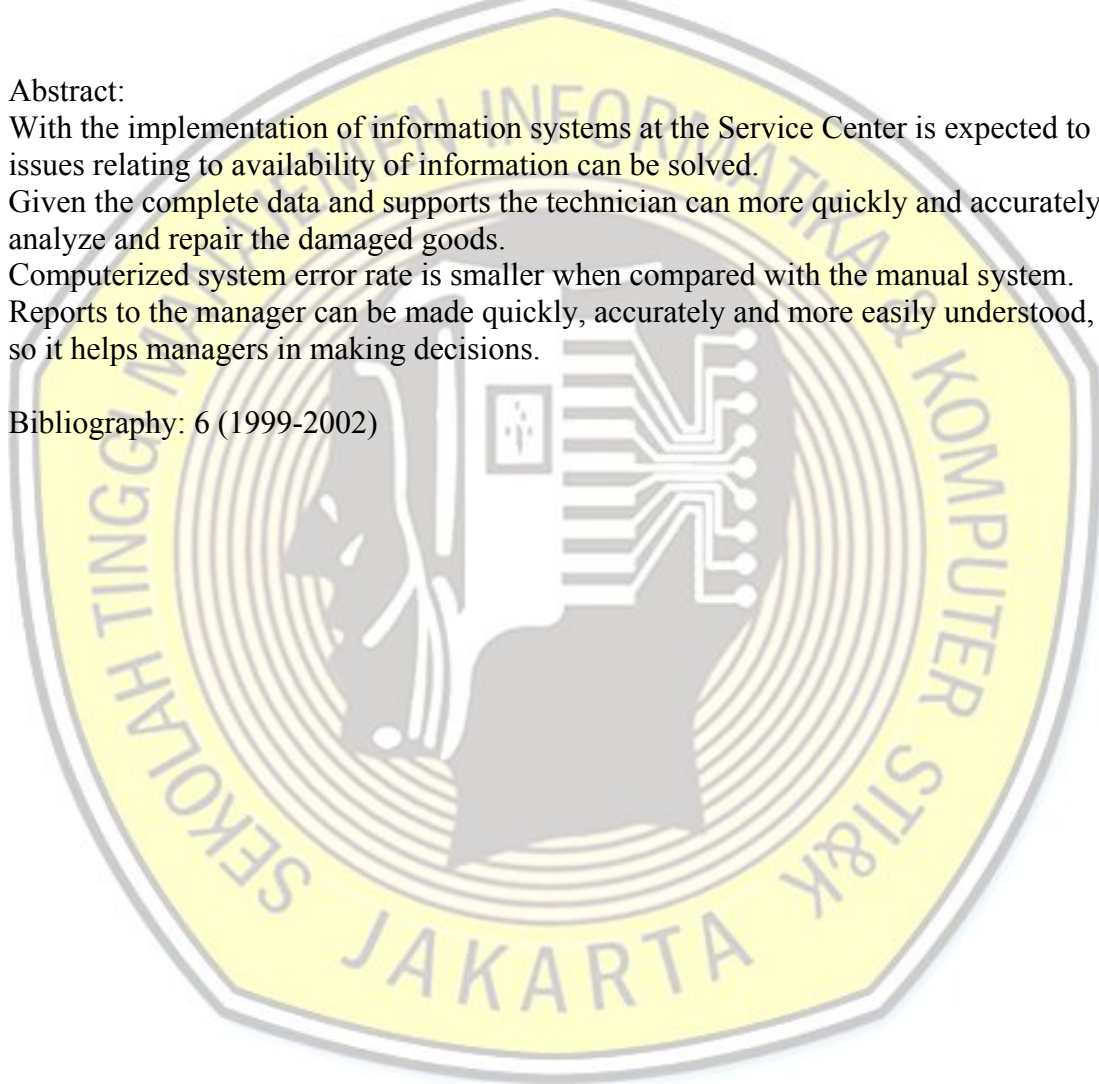 Abstract:
With the implementation of information systems at the Service Center is expected to
issues relating to availability of information can be solved.
Given the complete data and supports the technician can more quickly and accurately
analyze and repair the damaged goods.
Computerized system error rate is smaller when compared with the manual system.
Reports to the manager can be made quickly, accurately and more easily understood,
so it helps managers in making decisions.
Bibliography: 6 (1999-2002)
SEKOLAH TINGGI MANAJEMEN INFORMATIKA & KOMPUTER STI&K
JAKARTA